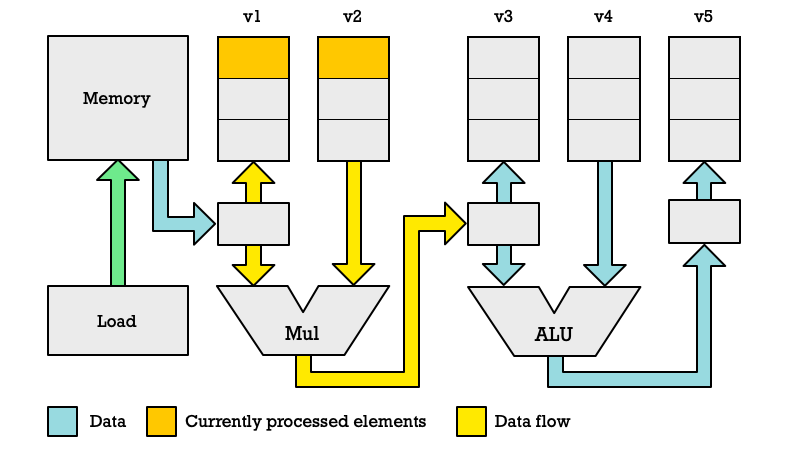 v1 v2 v3 v4 v5
Memory
Load
Mul
ALU
Data Currently processed elements Data flow